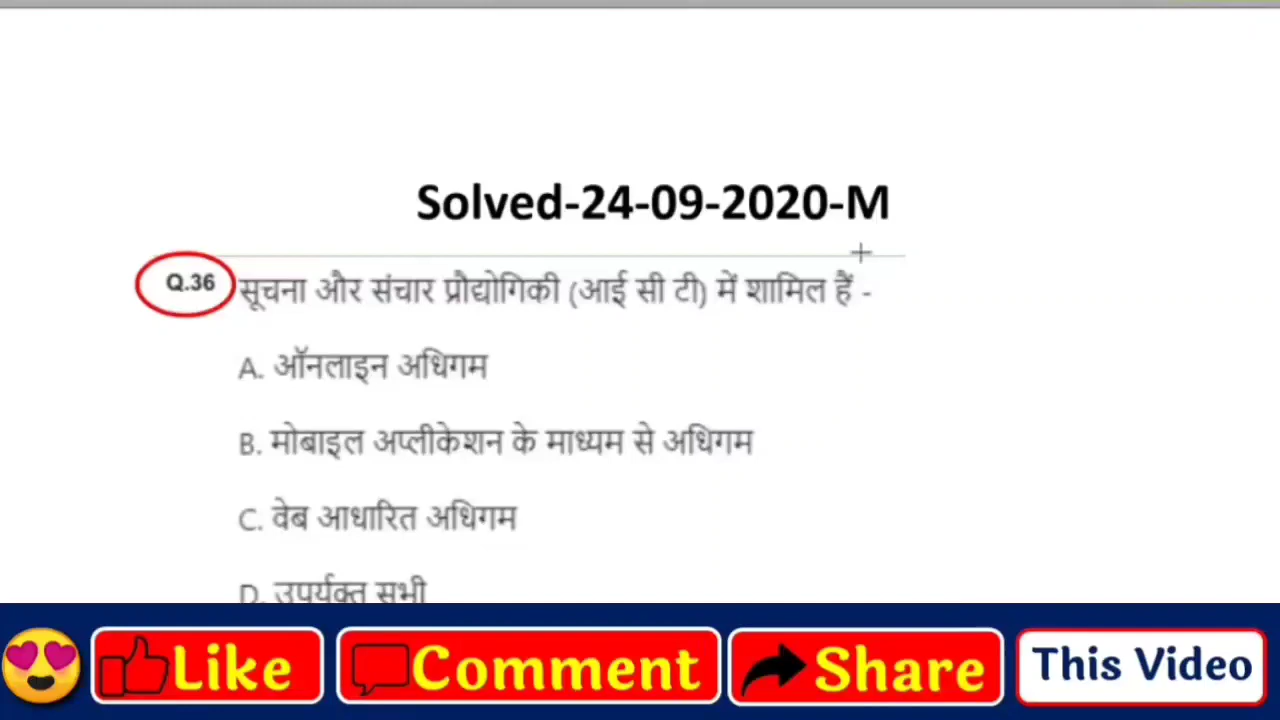 Solved-24-09-2020-M
Q.36 सूचना और संचार प्रौद्योगिकी (आई सी टी) में शामिल हैं -
A. ऑनलाइन अधिगम
B. मोबाइल अप्लीकेशन के माध्यम से अधिगम
C. वेब आधारित अधिगम
D. उपर्युक्त सभी
Like Comment Share This Video